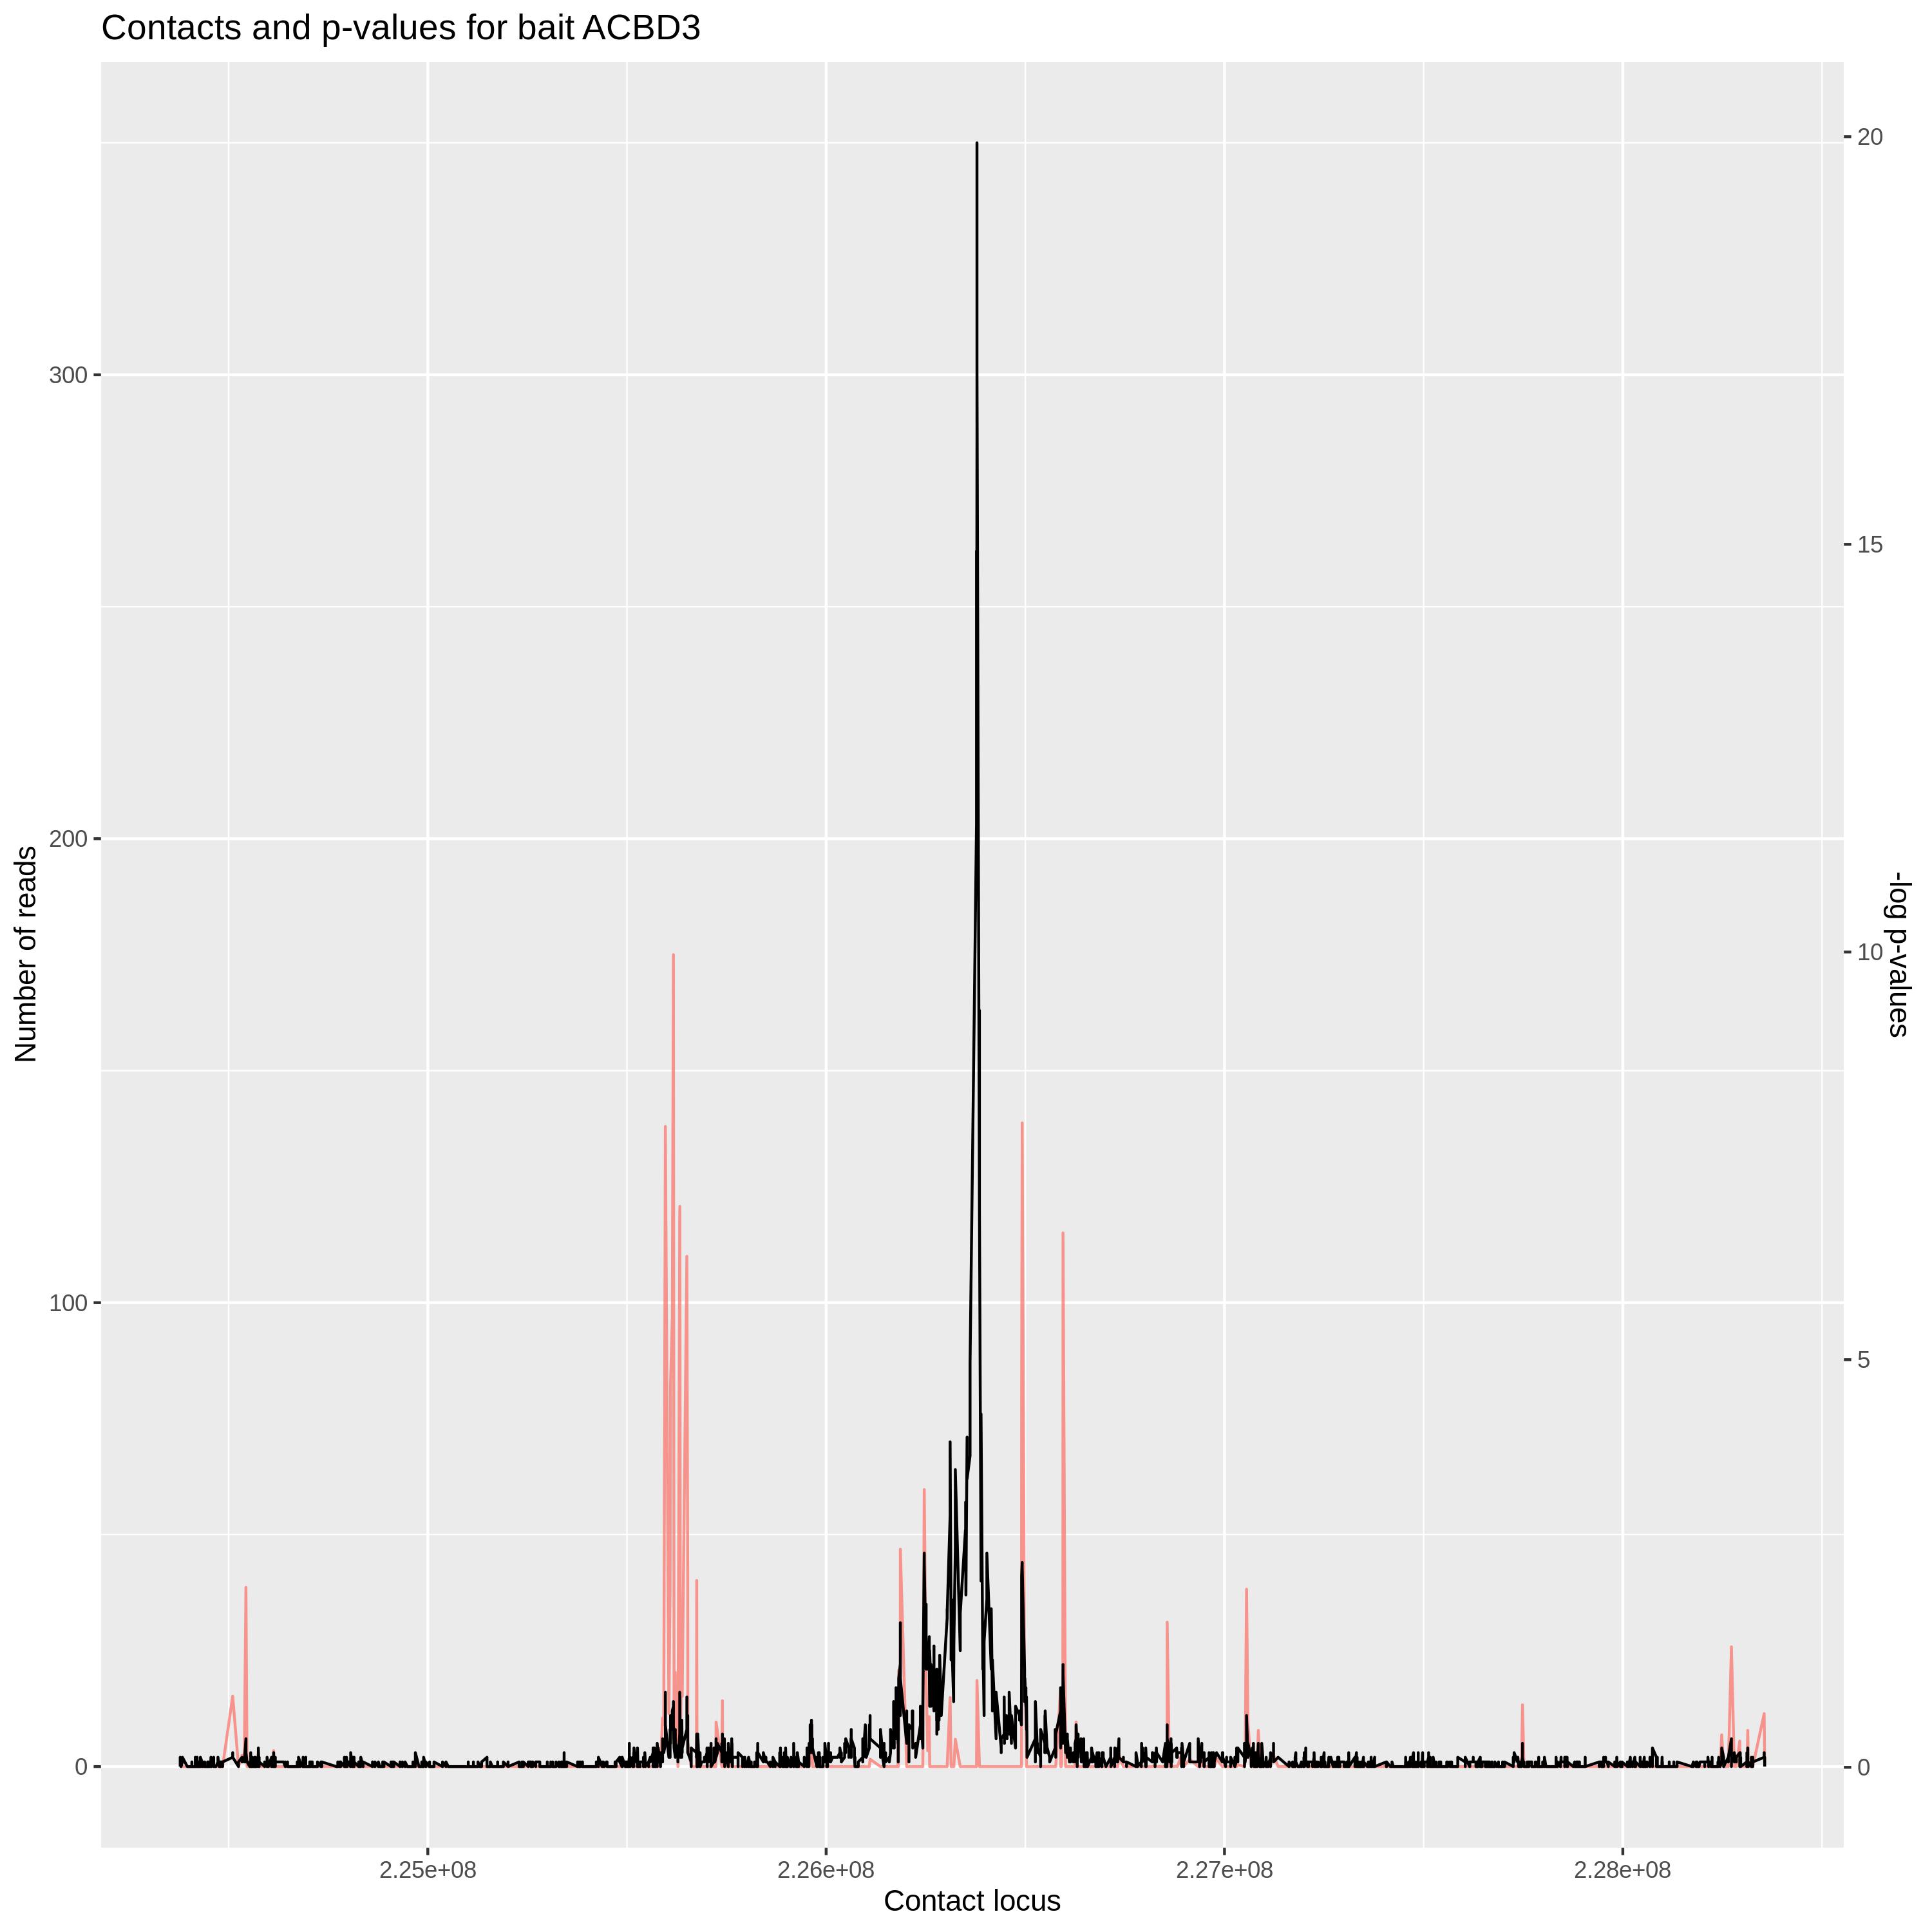 Contacts and p-values for bait ACBD3
Number of reads
300
200
100
0
20
15
10
5
0
-log p-values
2.25e+08
2.26e+08
2.27e+08
2.28e+08
Contact locus